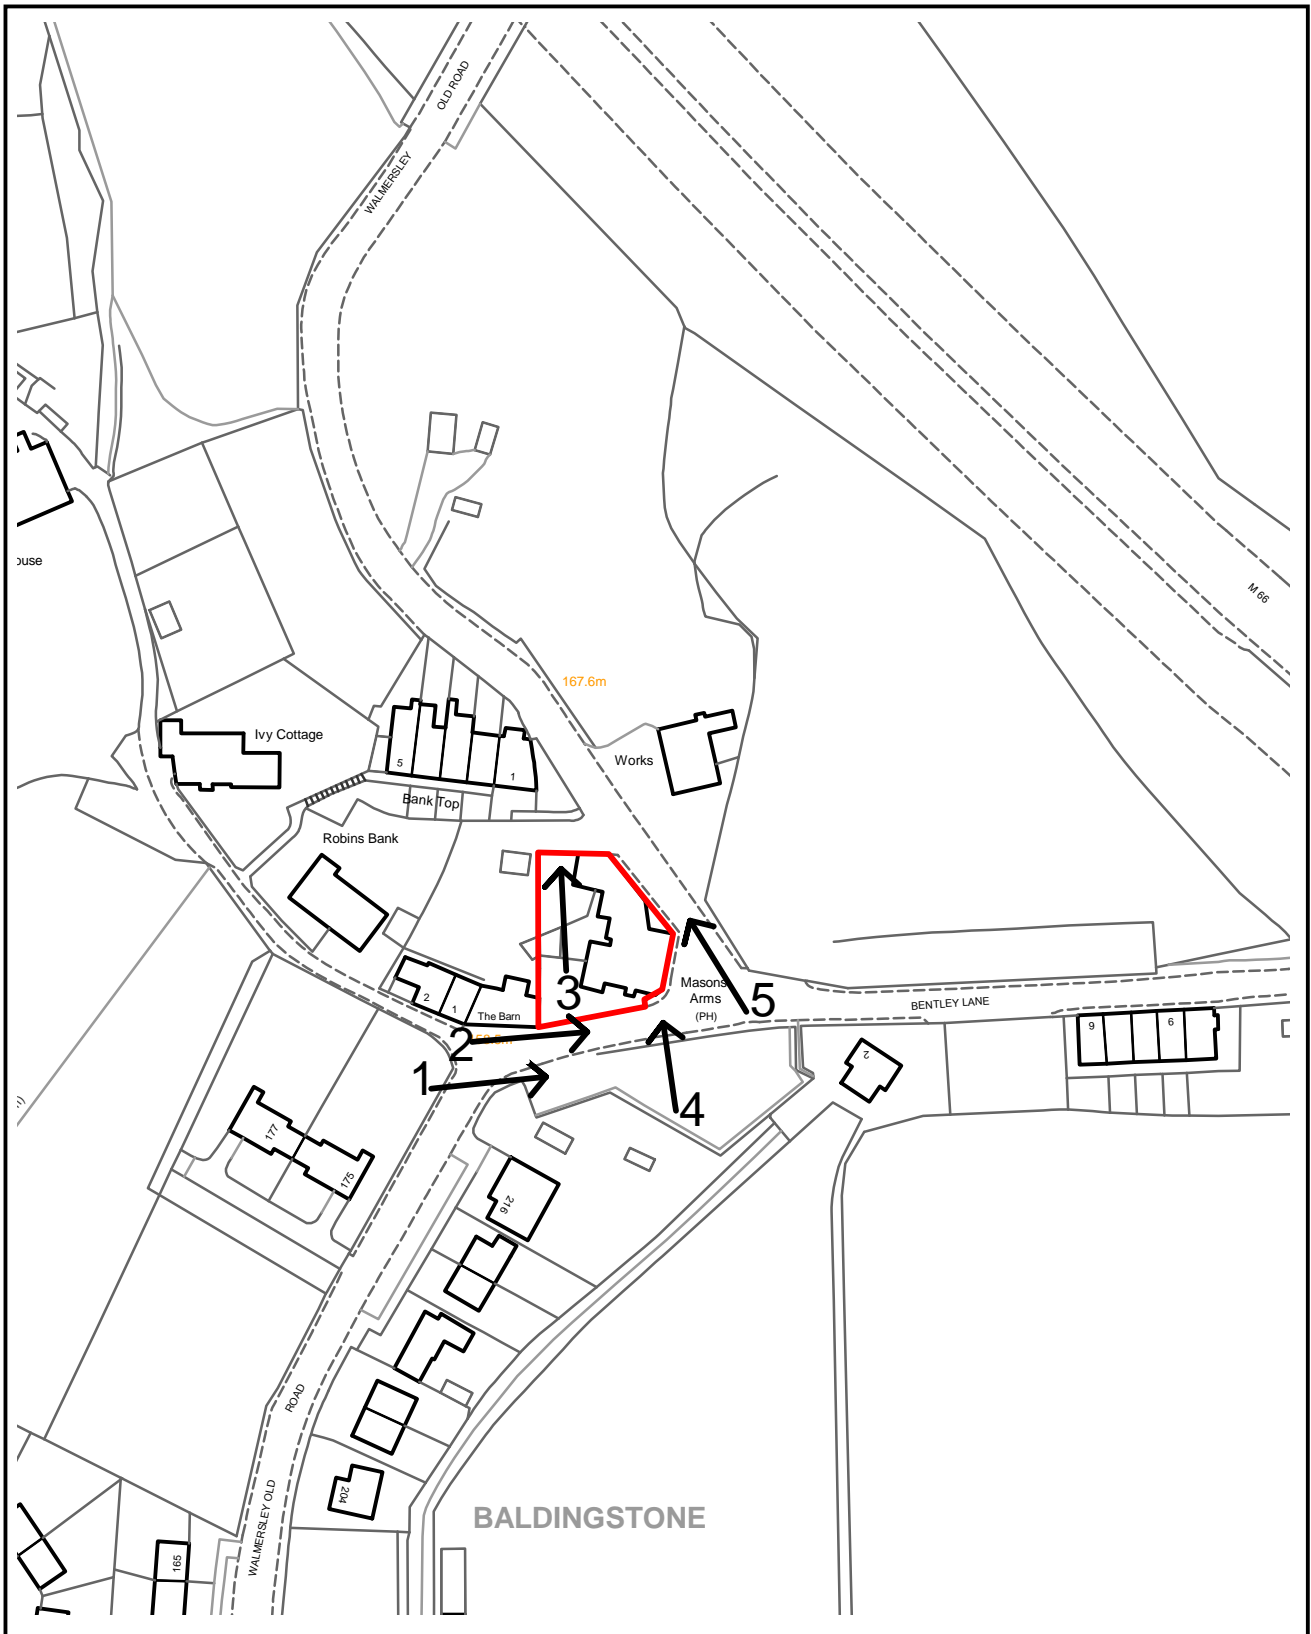 OLD ROAD
WALMERSLEY
ouse
M 66
167.6m
Ivy Cottage
5
1
Works
Bank Top
Robins Bank
2
1
The Barn
3
Masons
Arms
(PH)
5
BENTLEY LANE
2
1
4
2
9
6
177
175
216
ROAD
204
WALMERSLEY OLD
165
BALDINGSTONE